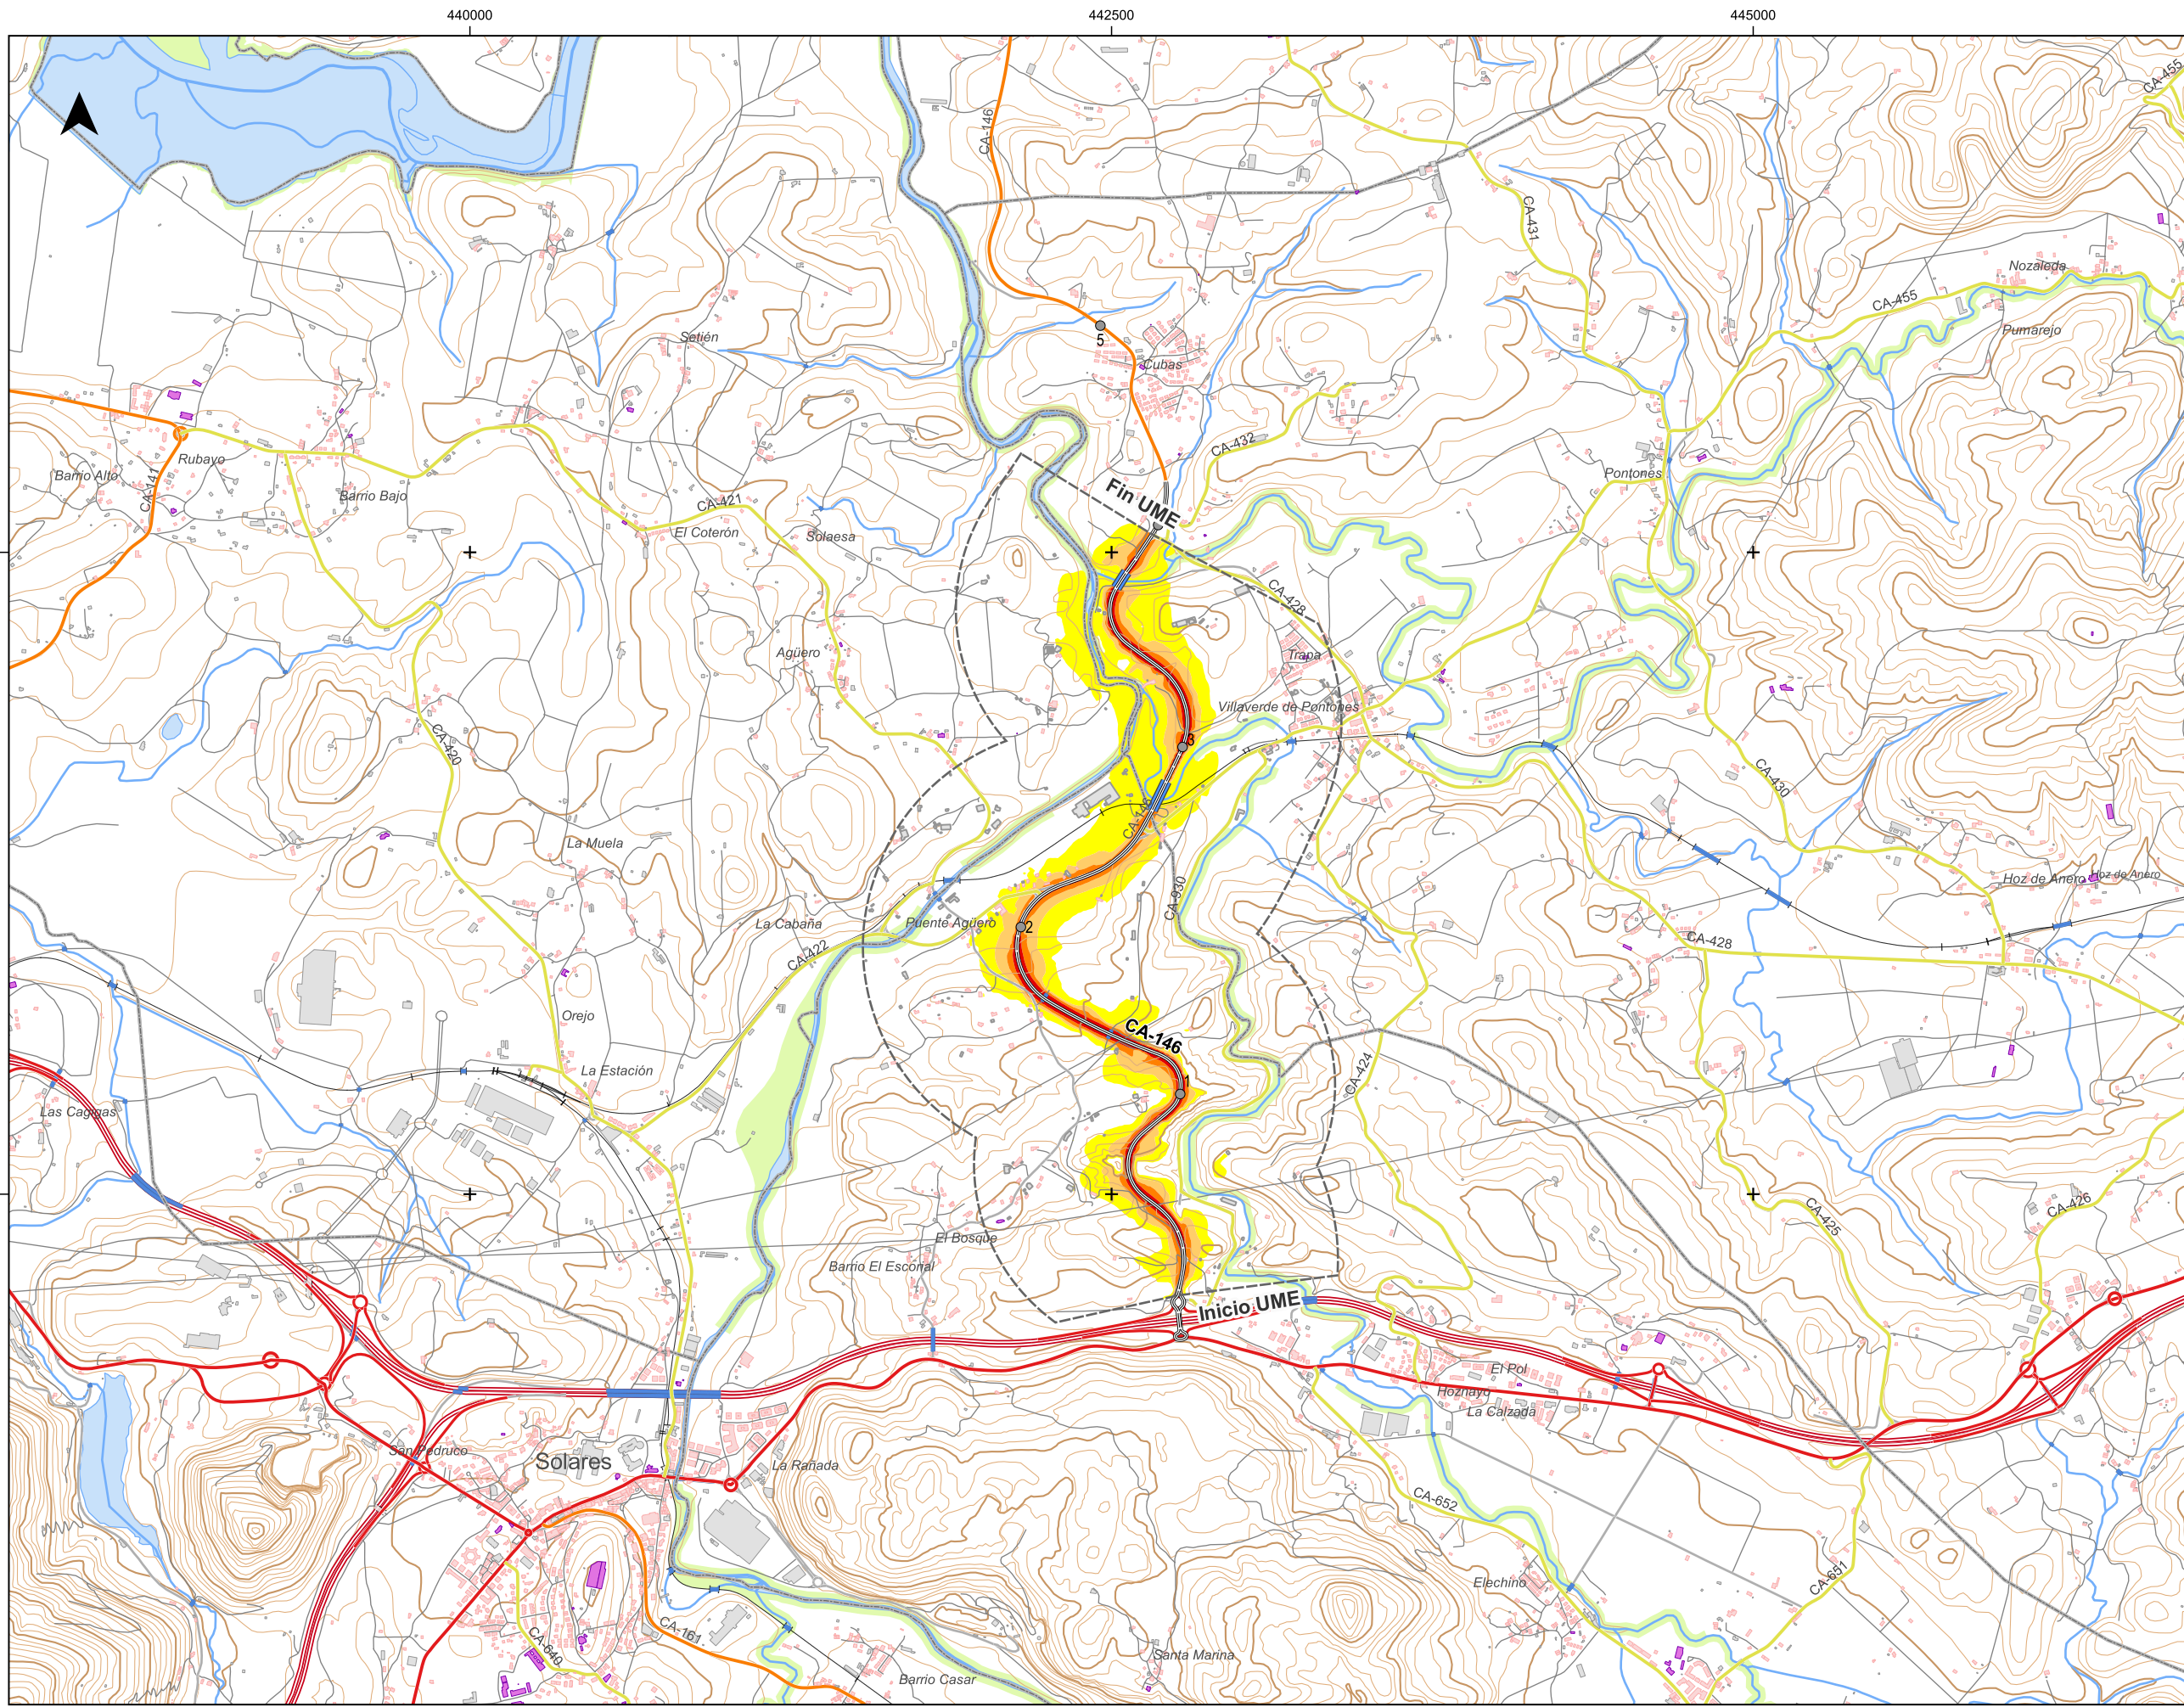 440000
442500
445000
CA-455
CA-146
CA-431
Nozaleda
CA-455
Pumarejo
Setién
5
Cubas
CA-432
Rubayo
Barrio Alto
CA-141
Barrio Bajo
Pontones
Fin UME
CA-421
El Coterón
Solaesa
CA-428
Agüero
Trapa
Villaverde de Pontones
CA-420
3
CA-430
CA-146
La Muela
Hoz de Anero
Hoz de Anero
CA-930
La Cabaña
Puente Agüero
2
CA-422
CA-428
Orejo
CA-146
La Estación
CA-424
1
Las Cagigas
CA-426
CA-425
El Bosque
Barrio El Esconal
Inicio UME
El Pol
Hoznayo
La Calzada
San Pedruco
Solares
La Rañada
CA-652
Elechino
CA-651
CA-161
CA-640
Santa Marina
Barrio Casar